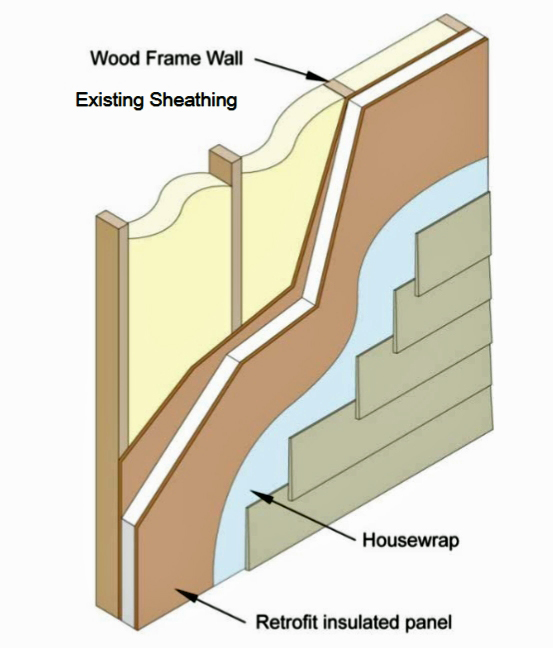 Wood Frame Wall
Existing Sheathing
Housewrap
Retrofit insulated panel